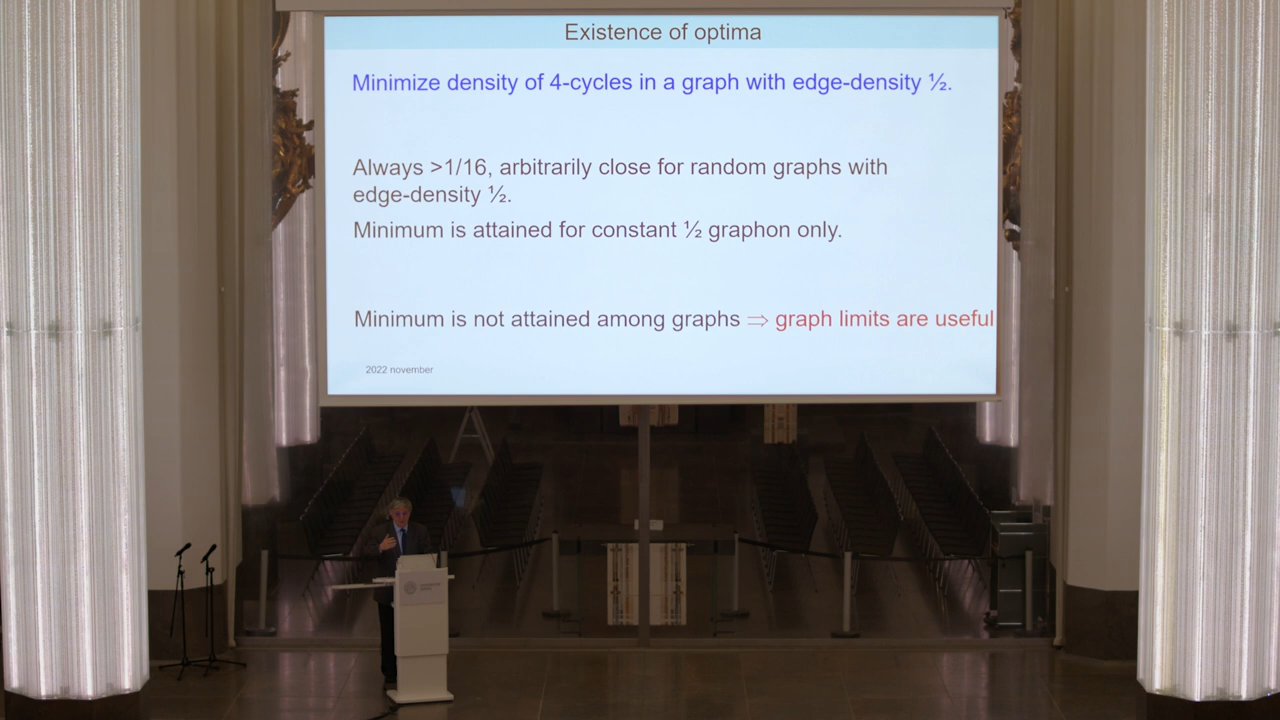 Existence of optima
Minimize density of 4-cycles in a graph with edge-density ½.
Always >1/16, arbitrarily close for random graphs with
edge-density ½.
Minimum is attained for constant ½ graphon only.
Minimum is not attained among graphs ⇒ graph limits are useful
2022 november